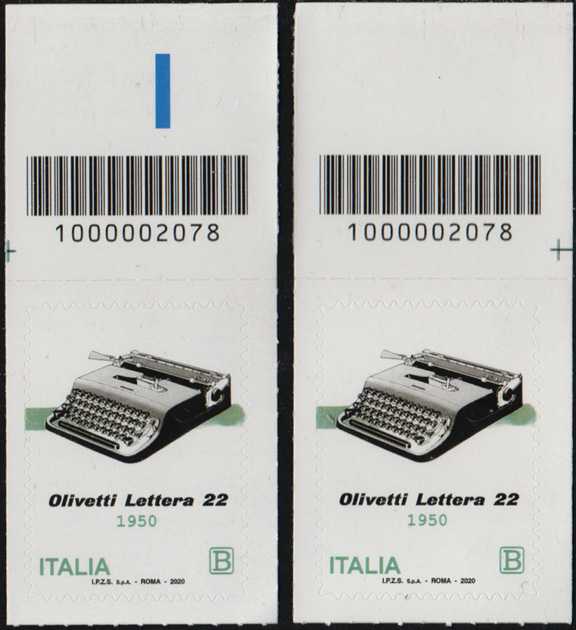 1000002078
Olivetti Lettera 22
1950
ITALIA B
I.P.Z.S. S.p.A. - ROMA - 2020
1000002078
Olivetti Lettera 22
1950
ITALIA B
I.P.Z.S. S.p.A. - ROMA - 2020